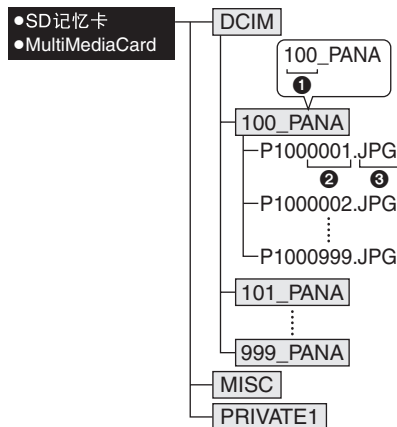 ●SD记忆卡
●MultiMediaCard
DCIM
100_PANA
❶
100_PANA
P1000001.JPG
❷ ❸
P1000002.JPG
P1000999.JPG
101_PANA
999_PANA
MISC
PRIVATE1